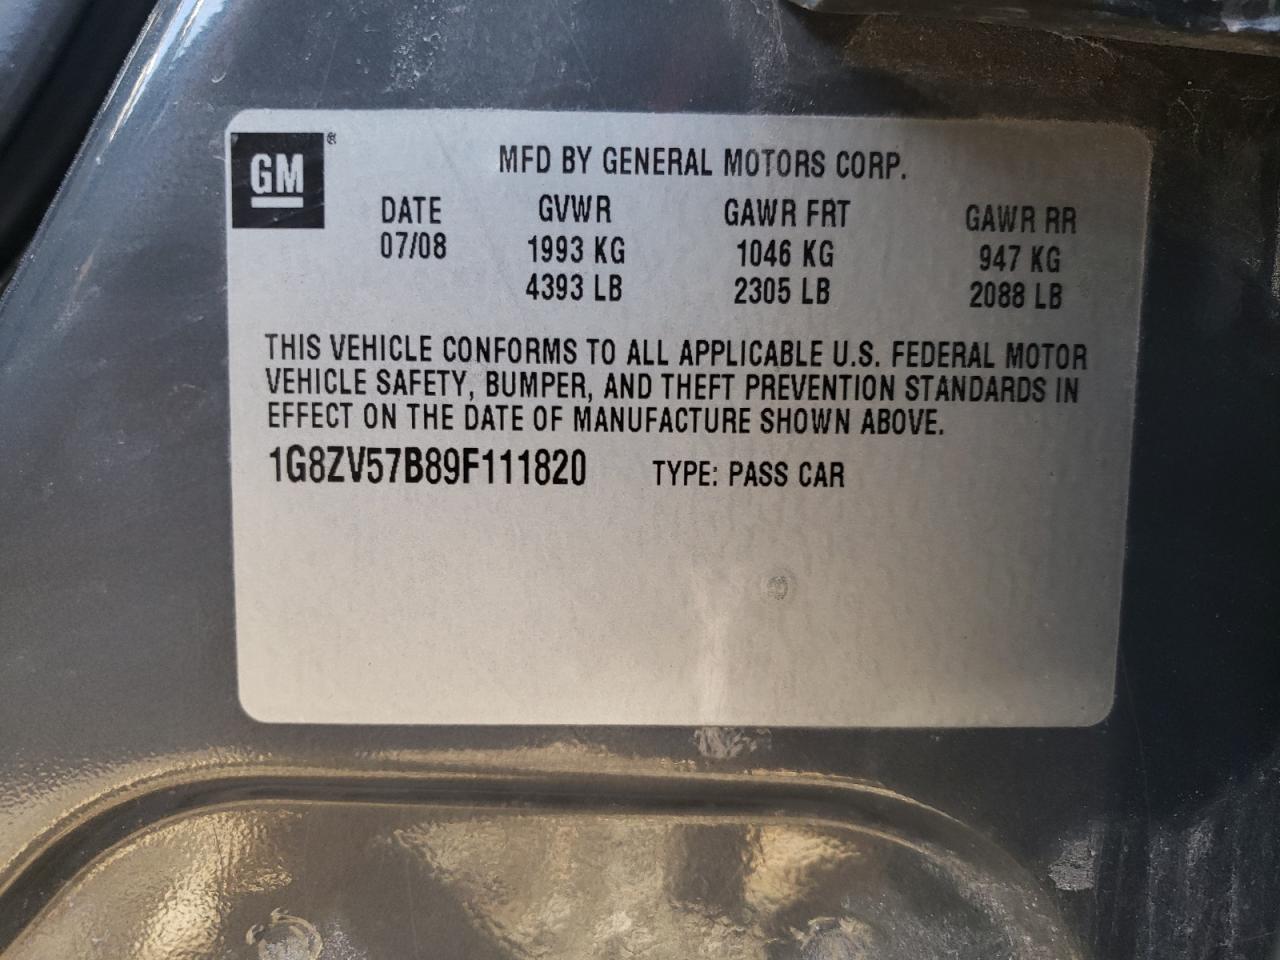 GM ®
MFD BY GENERAL MOTORS CORP.
DATE GVWR GAWR FRT GAWR RR
07/08 1993 KG 1046 KG 947 KG
4393 LB 2305 LB 2088 LB
THIS VEHICLE CONFORMS TO ALL APPLICABLE U.S. FEDERAL MOTOR
VEHICLE SAFETY, BUMPER, AND THEFT PREVENTION STANDARDS IN
EFFECT ON THE DATE OF MANUFACTURE SHOWN ABOVE.
1G8ZV57B89F111820 TYPE: PASS CAR